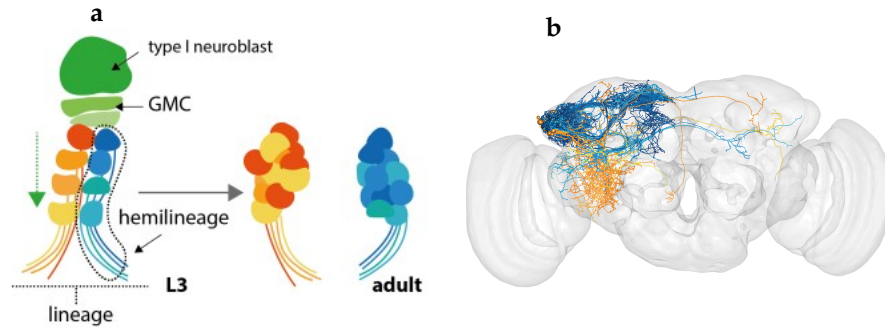 a
type I neuroblast
GMC
hemilineage
L3
adult
lineage
b